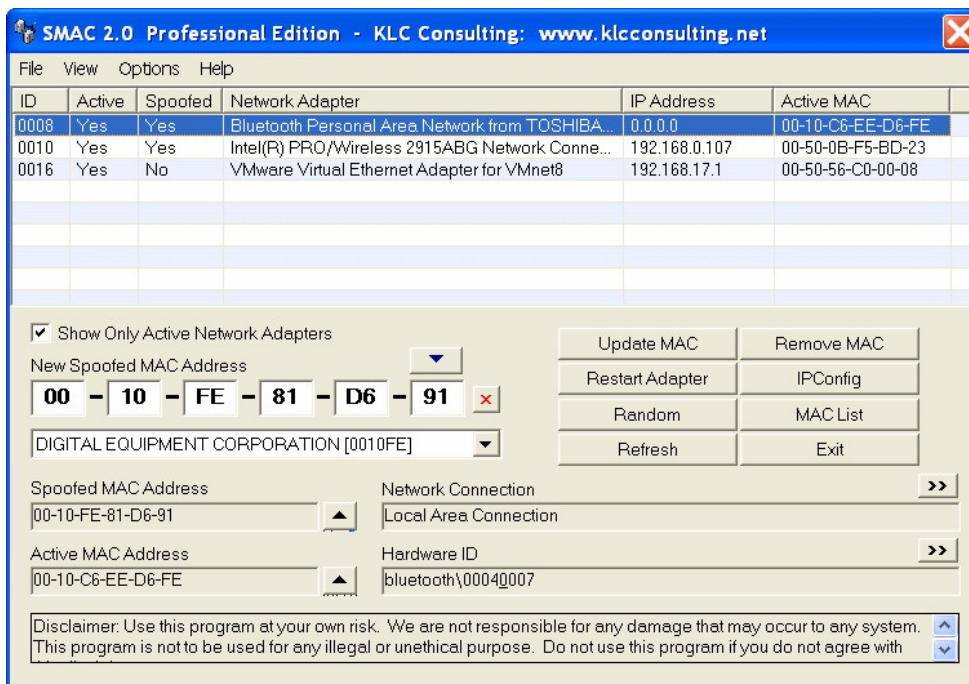 SMAC 2.0 Professional Edition - KLC Consulting: www.klcconsulting.net
File View Options Help
ID Active Spoofed Network Adapter IP Address Active MAC
0008 Yes Yes Bluetooth Personal Area Network from TOSHIBA... 0.0.0.0 00-10-C6-EE-D6-FE
0010 Yes Yes Intel(R) PRO/Wireless 2915ABG Network Conne... 192.168.0.107 00-50-0B-F5-BD-23
0016 Yes No VMware Virtual Ethernet Adapter for VMnet8 192.168.17.1 00-50-56-C0-00-08
Show Only Active Network Adapters
New Spoofed MAC Address
00 - 10 - FE - 81 - D6 - 91
DIGITAL EQUIPMENT CORPORATION [0010FE]
Update MAC Remove MAC
Restart Adapter IPConfig
Random MAC List
Refresh Exit
Spoofed MAC Address
00-10-FE-81-D6-91
Network Connection >>
Local Area Connection
Active MAC Address
00-10-C6-EE-D6-FE
Hardware ID >>
bluetooth\00040007
Disclaimer: Use this program at your own risk. We are not responsible for any damage that may occur to any system.
This program is not to be used for any illegal or unethical purpose. Do not use this program if you do not agree with